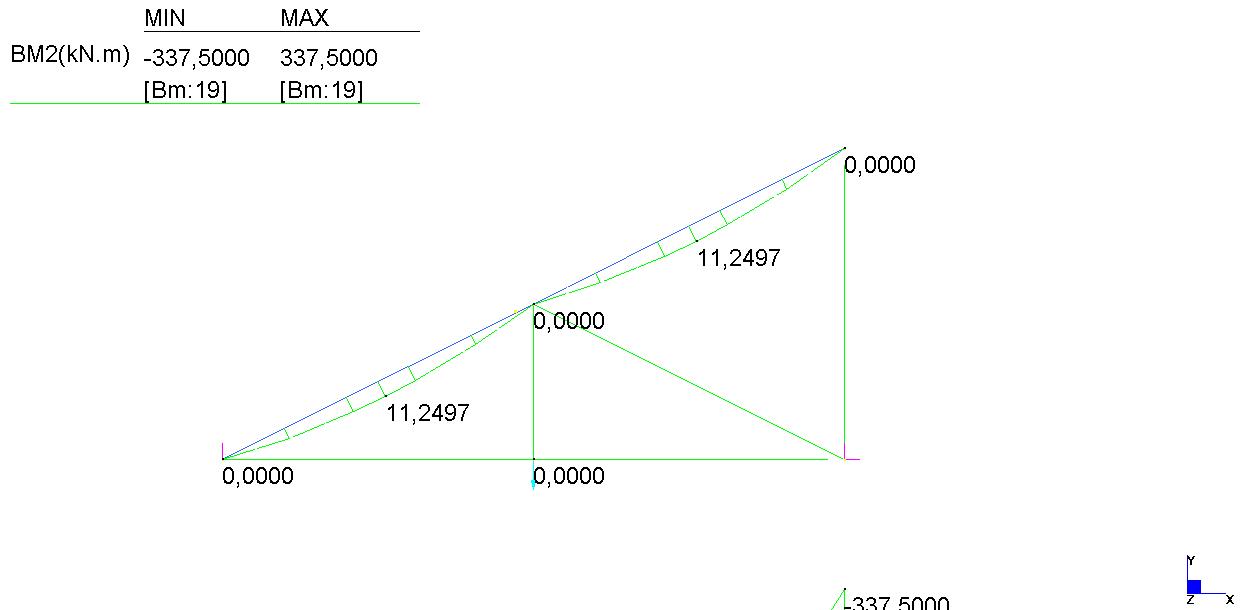 MIN MAX
BM2(kN.m) -337,5000 337,5000
[Bm:19] [Bm:19]
0,0000
11,2497
0,0000
11,2497
0,0000 0,0000
Y
Z X
-337,5000